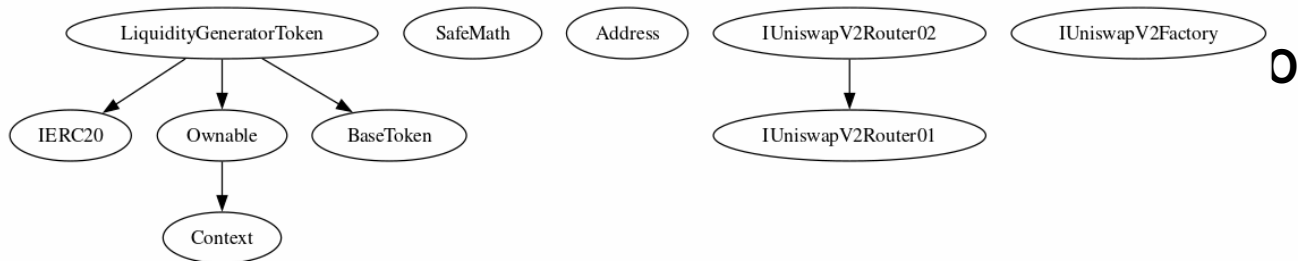 LiquidityGeneratorToken SafeMath Address IUniswapV2Router02 IUniswapV2Factory
IERC20 Ownable BaseToken IUniswapV2Router01
Context